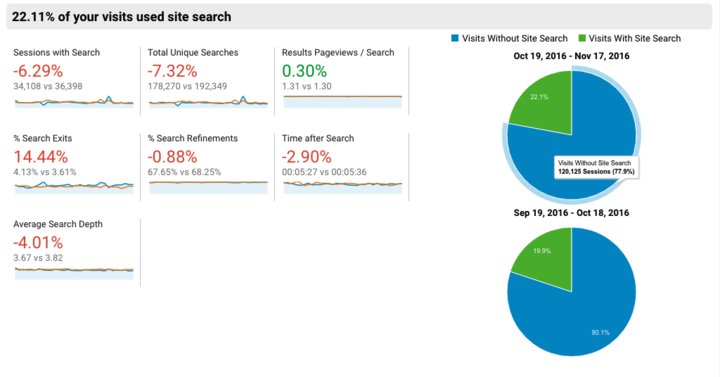 22.11% of your visits used site search
Visits Without Site Search
Visits With Site Search
Sessions with Search
-6.29%
34,108 vs 36,398
Total Unique Searches
-7.32%
178,270 vs 192,349
Results Pageviews / Search
0.30%
1.31 vs 1.30
% Search Exits
14.44%
4.13% vs 3.61%
% Search Refinements
-0.88%
67.65% vs 68.25%
Time after Search
-2.90%
00:05:27 vs 00:05:36
Average Search Depth
-4.01%
3.67 vs 3.82
Oct 19, 2016 - Nov 17, 2016
22.1%
Visits Without Site Search
120,125 Sessions (77.9%)
Sep 19, 2016 - Oct 18, 2016
19.9%
80.1%